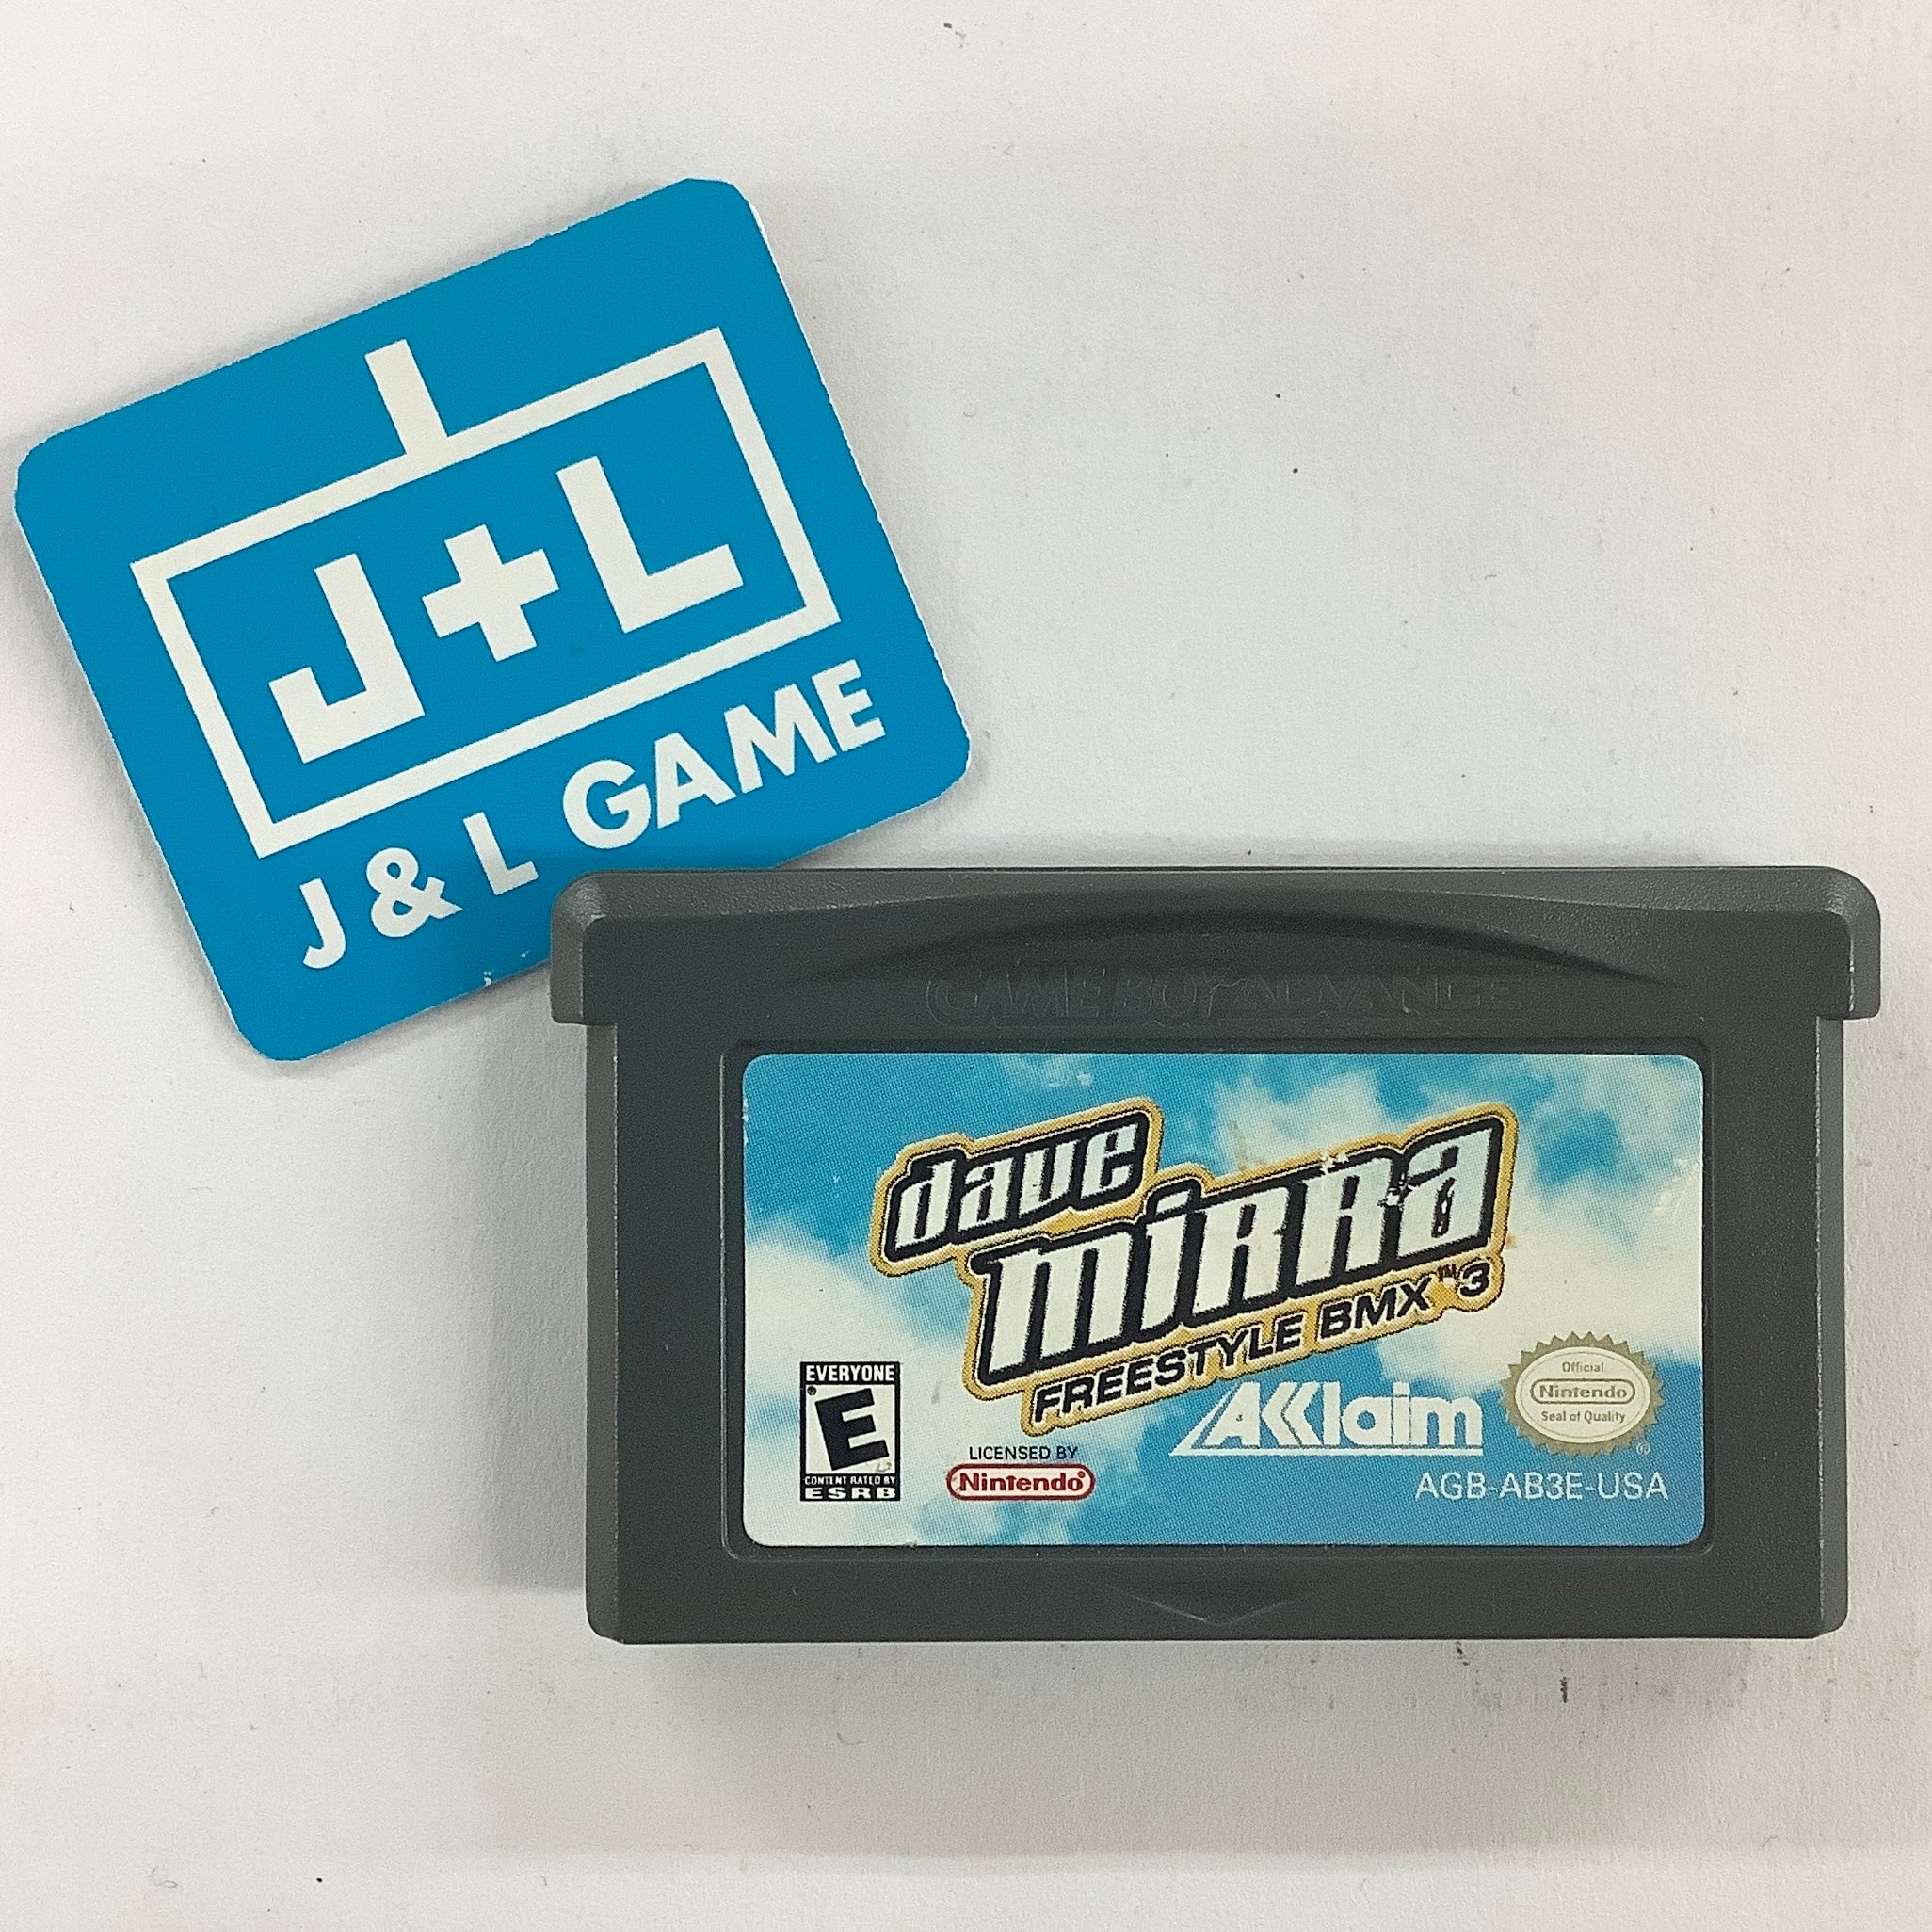 J+L
J & L GAME
GAME BOY ADVANCE
dave
mirra
FREESTYLE BMX™ 3
EVERYONE
E
CONTENT RATED BY
ESRB
LICENSED BY
Nintendo®
AKKlaim
Official
Nintendo
Seal of Quality
®
AGB-AB3E-USA